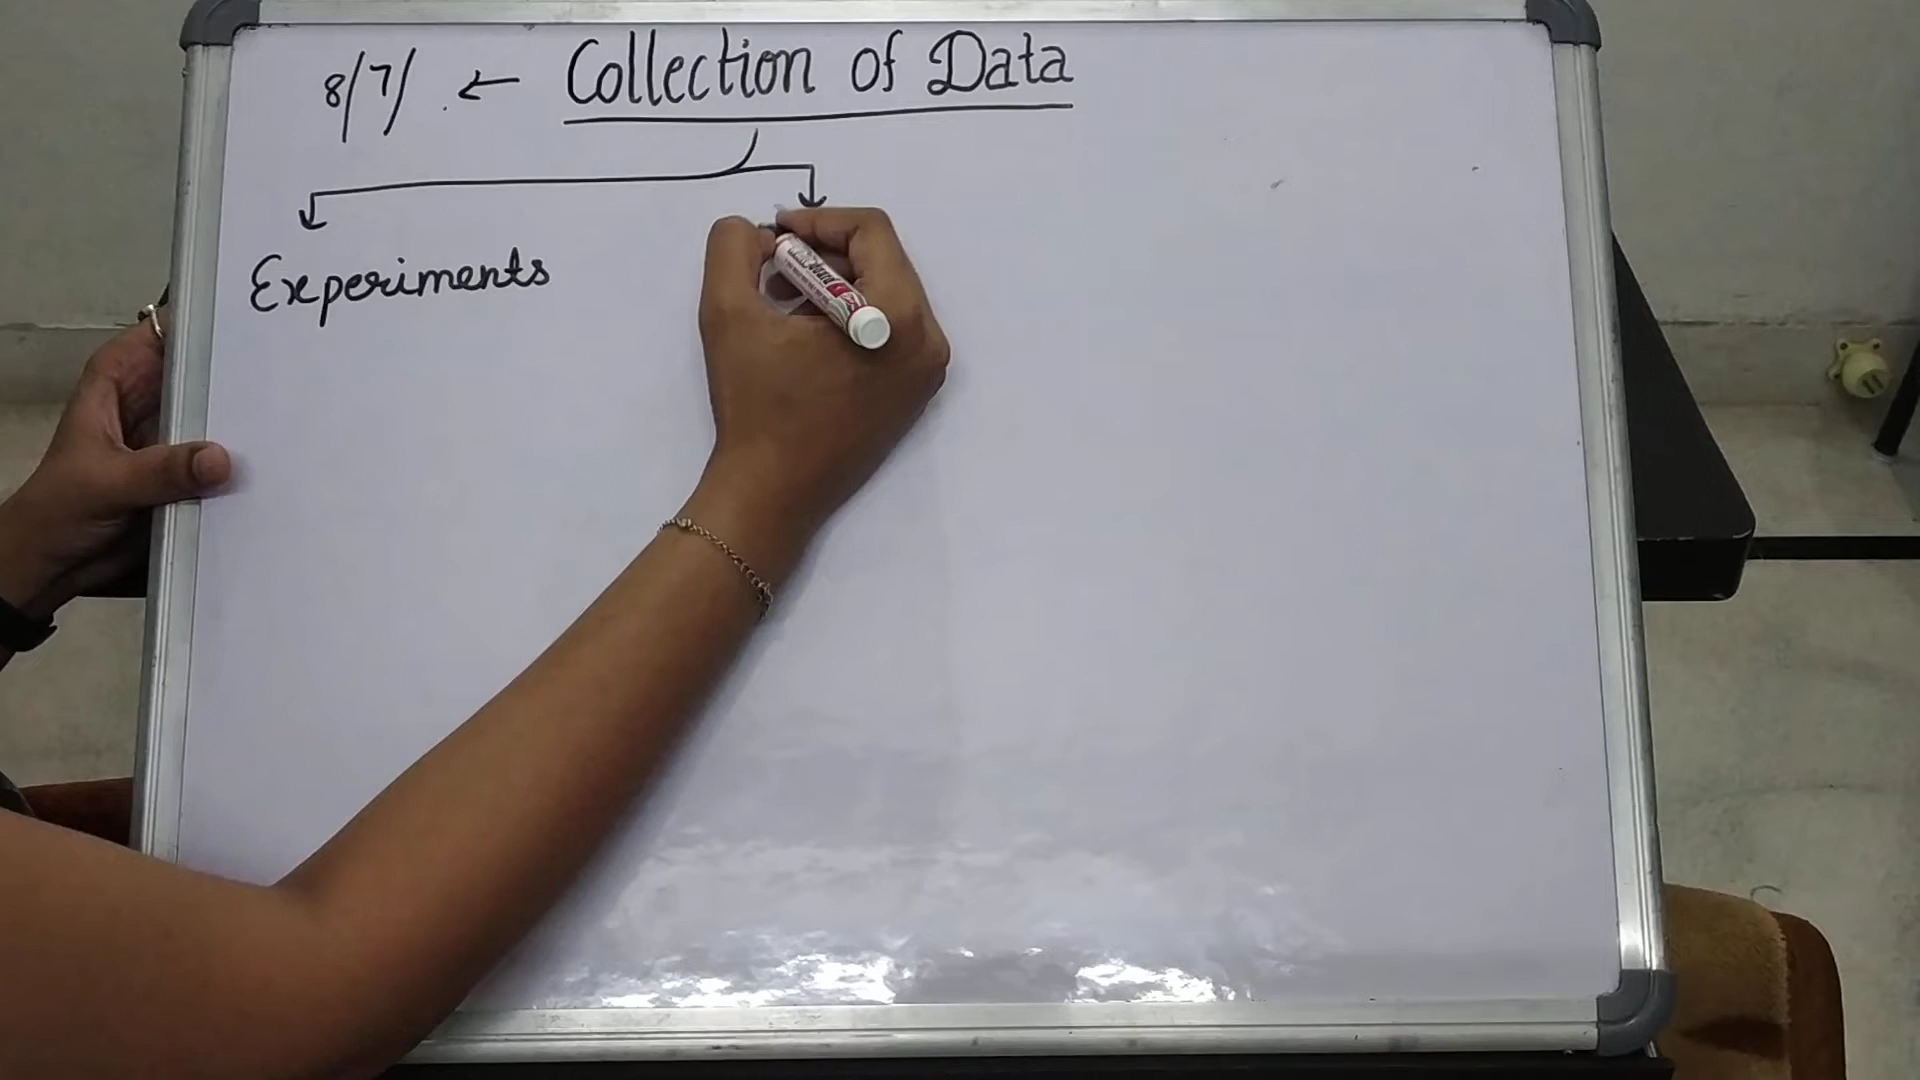 8/7/ . ← Collection of Data
Experiments